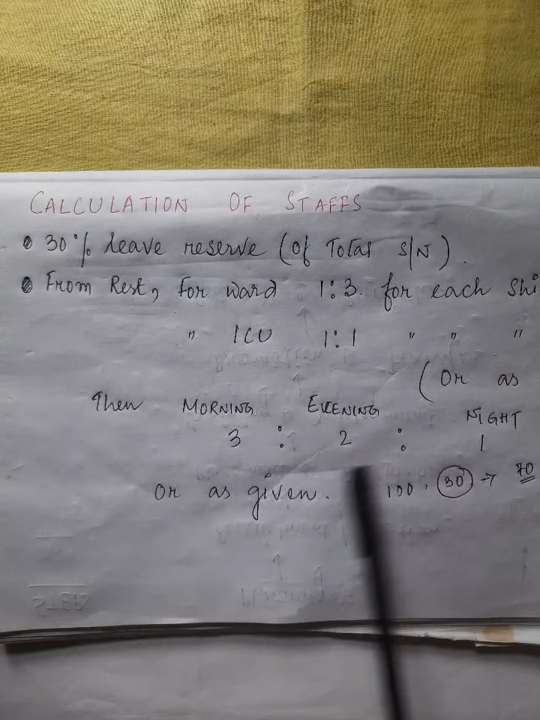 CALCULATION OF STAFFS
• 30% leave reserve (Of Total S/N).
• From Rest, For ward 1:3 for each Shi
" ICU 1:1 " " "
(Or as
Then MORNING EVENING NIGHT
3 : 2 : 1
Or as given. 100. 30 → 70